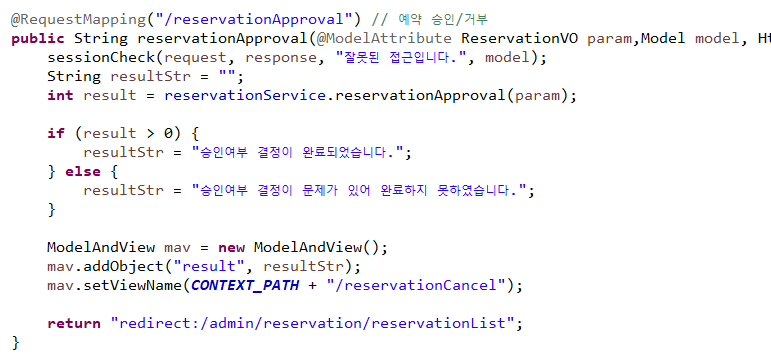 @RequestMapping("/reservationApproval") // 예약 승인/거부
public String reservationApproval(@ModelAttribute ReservationVO param,Model model, Ht
sessionCheck(request, response, "잘못된 접근입니다.", model);
String resultStr = "";
int result = reservationService.reservationApproval(param);
if (result > 0) {
resultStr = "승인여부 결정이 완료되었습니다.";
} else {
resultStr = "승인여부 결정이 문제가 있어 완료하지 못하였습니다.";
}
ModelAndView mav = new ModelAndView();
mav.addObject("result", resultStr);
mav.setViewName(CONTEXT_PATH + "/reservationCancel");
return "redirect:/admin/reservation/reservationList";
}